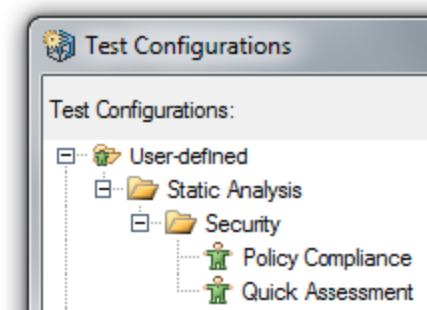 Test Configurations
Test Configurations:
User-defined
Static Analysis
Security
Policy Compliance
Quick Assessment